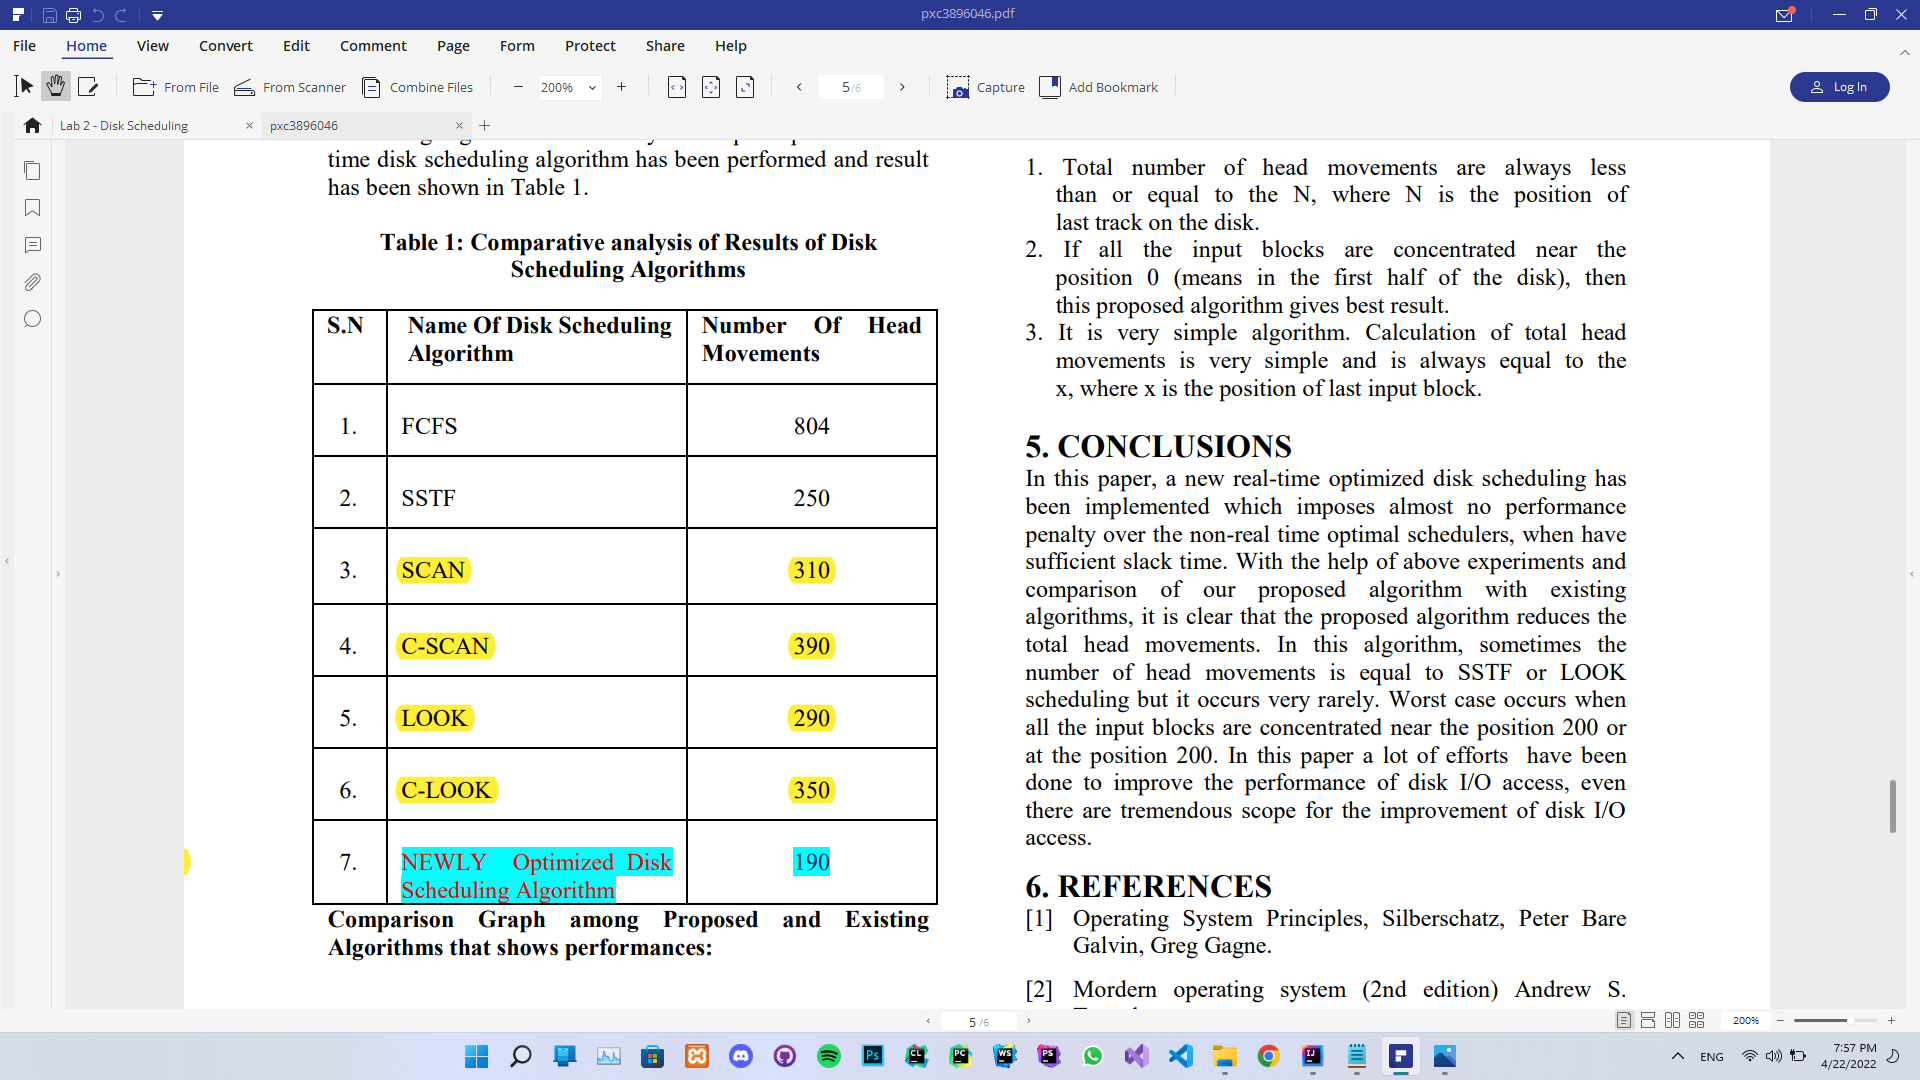 pxc3896046.pdf
File Home View Convert Edit Comment Page Form Protect Share Help
From File From Scanner Combine Files 200% 5/6 Capture Add Bookmark Log In
Lab 2 - Disk Scheduling pxc3896046
time disk scheduling algorithm has been performed and result
has been shown in Table 1.
Table 1: Comparative analysis of Results of Disk
Scheduling Algorithms
S.N Name Of Disk Scheduling Number Of Head
Algorithm Movements
1. FCFS 804
2. SSTF 250
3. SCAN 310
4. C-SCAN 390
5. LOOK 290
6. C-LOOK 350
7. NEWLY Optimized Disk 190
Scheduling Algorithm
Comparison Graph among Proposed and Existing
Algorithms that shows performances:
1. Total number of head movements are always less
than or equal to the N, where N is the position of
last track on the disk.
2. If all the input blocks are concentrated near the
position 0 (means in the first half of the disk), then
this proposed algorithm gives best result.
3. It is very simple algorithm. Calculation of total head
movements is very simple and is always equal to the
x, where x is the position of last input block.
5. CONCLUSIONS
In this paper, a new real-time optimized disk scheduling has
been implemented which imposes almost no performance
penalty over the non-real time optimal schedulers, when have
sufficient slack time. With the help of above experiments and
comparison of our proposed algorithm with existing
algorithms, it is clear that the proposed algorithm reduces the
total head movements. In this algorithm, sometimes the
number of head movements is equal to SSTF or LOOK
scheduling but it occurs very rarely. Worst case occurs when
all the input blocks are concentrated near the position 200 or
at the position 200. In this paper a lot of efforts have been
done to improve the performance of disk I/O access, even
there are tremendous scope for the improvement of disk I/O
access.
6. REFERENCES
[1] Operating System Principles, Silberschatz, Peter Bare
Galvin, Greg Gagne.
[2] Mordern operating system (2nd edition) Andrew S.
5 /6 200%
Ps CL PC WS PS IJ ENG 7:57 PM
4/22/2022